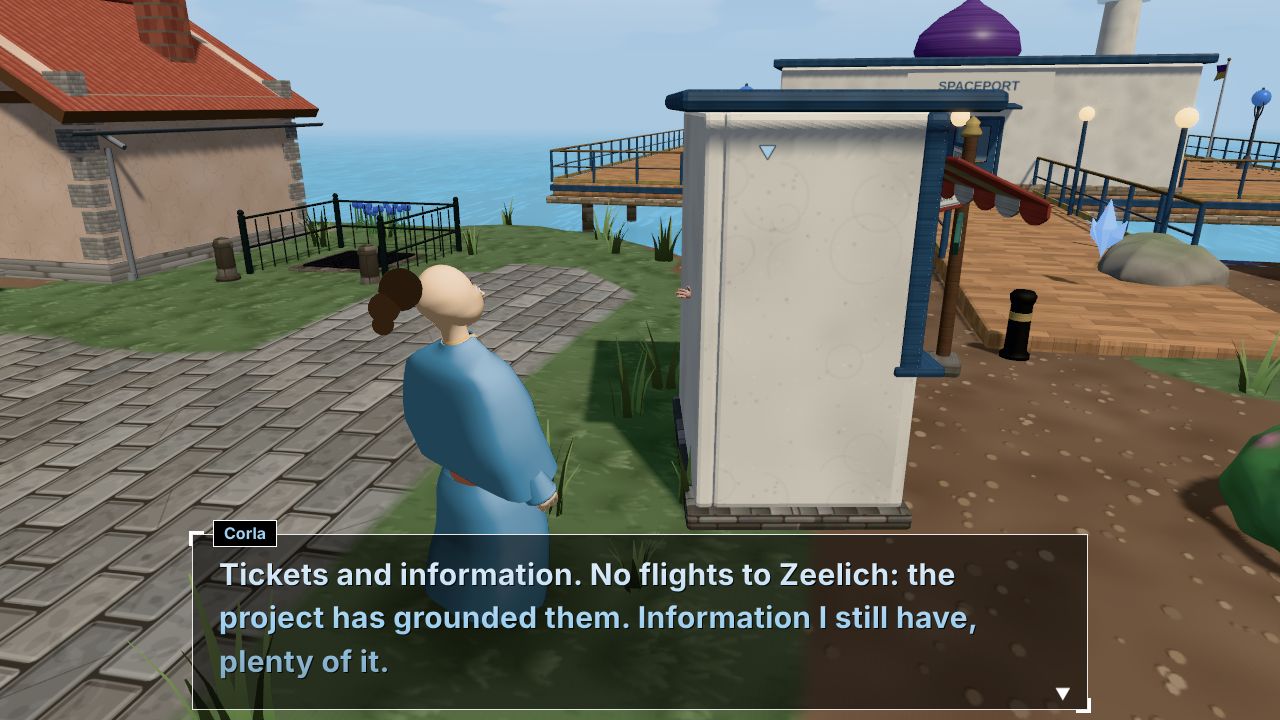 SPACEPORT
Corla
Tickets and information. No flights to Zeelich: the
project has grounded them. Information I still have,
plenty of it.